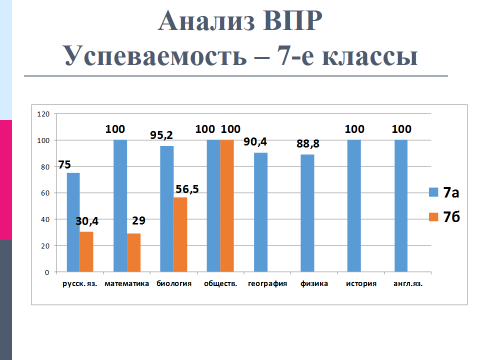 Анализ ВПР
Успеваемость – 7-е классы
120
100
80
60
40
20
0
75
30,4
100
29
95,2
56,5
100
100
90,4
88,8
100
100
русск. яз.
математика
биология
обществ.
география
физика
история
англ.яз.
7а
7б